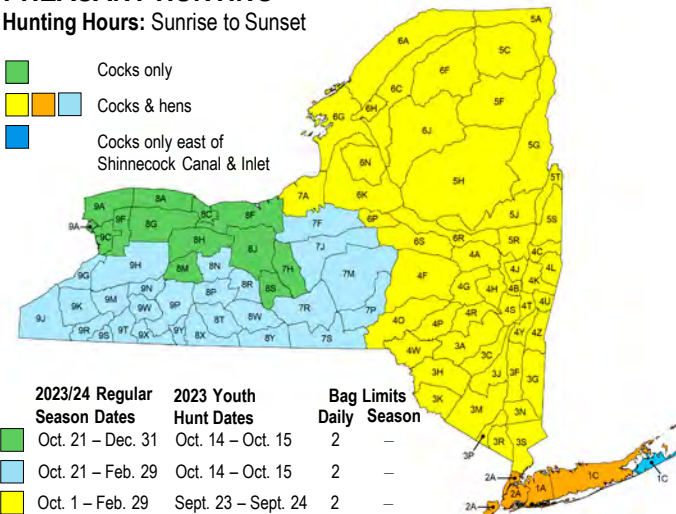 PHEASANT HUNTING
Hunting Hours: Sunrise to Sunset
Cocks only
Cocks & hens
Cocks only east of
Shinnecock Canal & Inlet
5A
6A
5C
6F
6C
5F
6H
6G
6J
5G
6N
5H
5T
7A
6K
9A
8A
8C
8F
9F
8G
6P
7F
5J
5S
9A
9C
8H
7J
6S
6R
5R
8J
4A
4C
9G
9H
8M
8N
7H
7M
4F
4J
4L
9N
8P
8R
8S
4G
4H
4B
4K
9K
9M
9W
9P
7R
7P
4R
4S
4T
4U
9J
8T
8W
4O
4P
9R
9S
9T
9X
9Y
8X
8Y
7S
4Y
4Z
4W
3A
3C
3H
3J
3F
3G
3K
3M
3N
3P
3R
3S
2A
2A
2A
1A
1C
1C
2023/24 Regular 2023 Youth Bag Limits
Season Dates Hunt Dates Daily Season
Oct. 21 – Dec. 31 Oct. 14 – Oct. 15 2 –
Oct. 21 – Feb. 29 Oct. 14 – Oct. 15 2 –
Oct. 1 – Feb. 29 Sept. 23 – Sept. 24 2 –